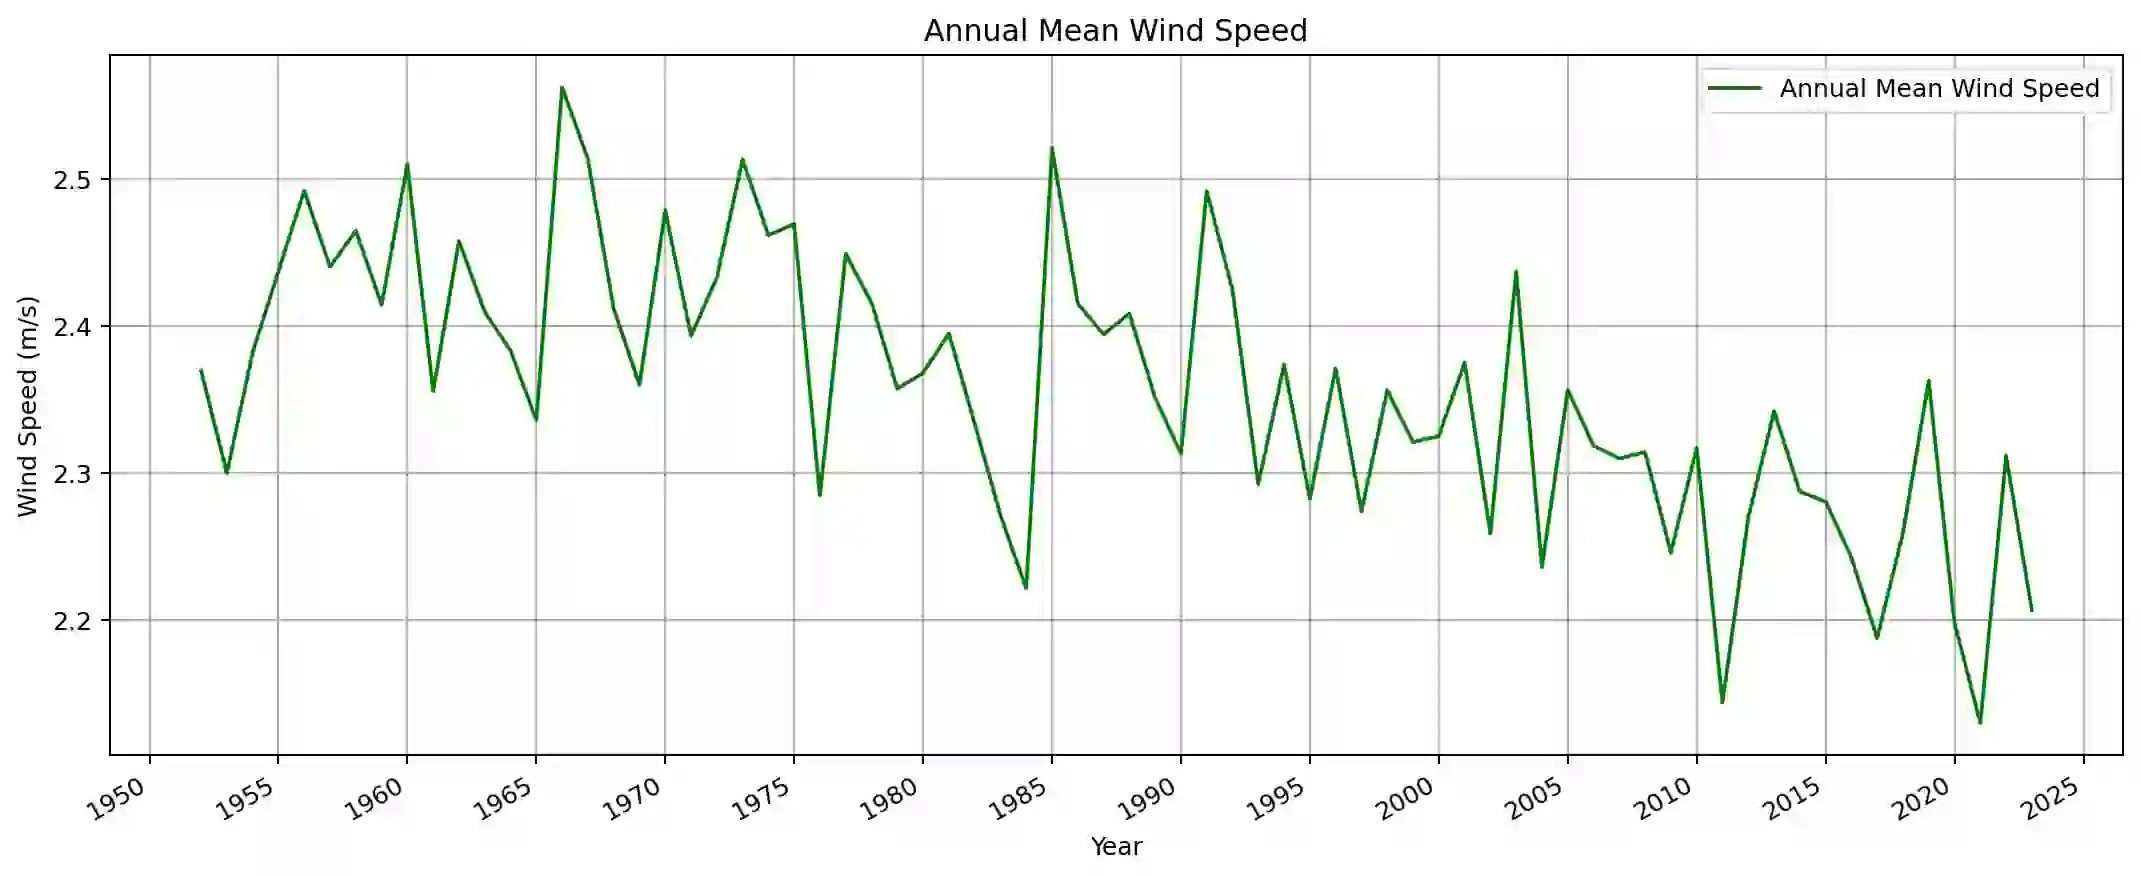 Annual Mean Wind Speed
Annual Mean Wind Speed
2.5
2.4
2.3
2.2
Wind Speed (m/s)
1950 1955 1960 1965 1970 1975 1980 1985 1990 1995 2000 2005 2010 2015 2020 2025
Year